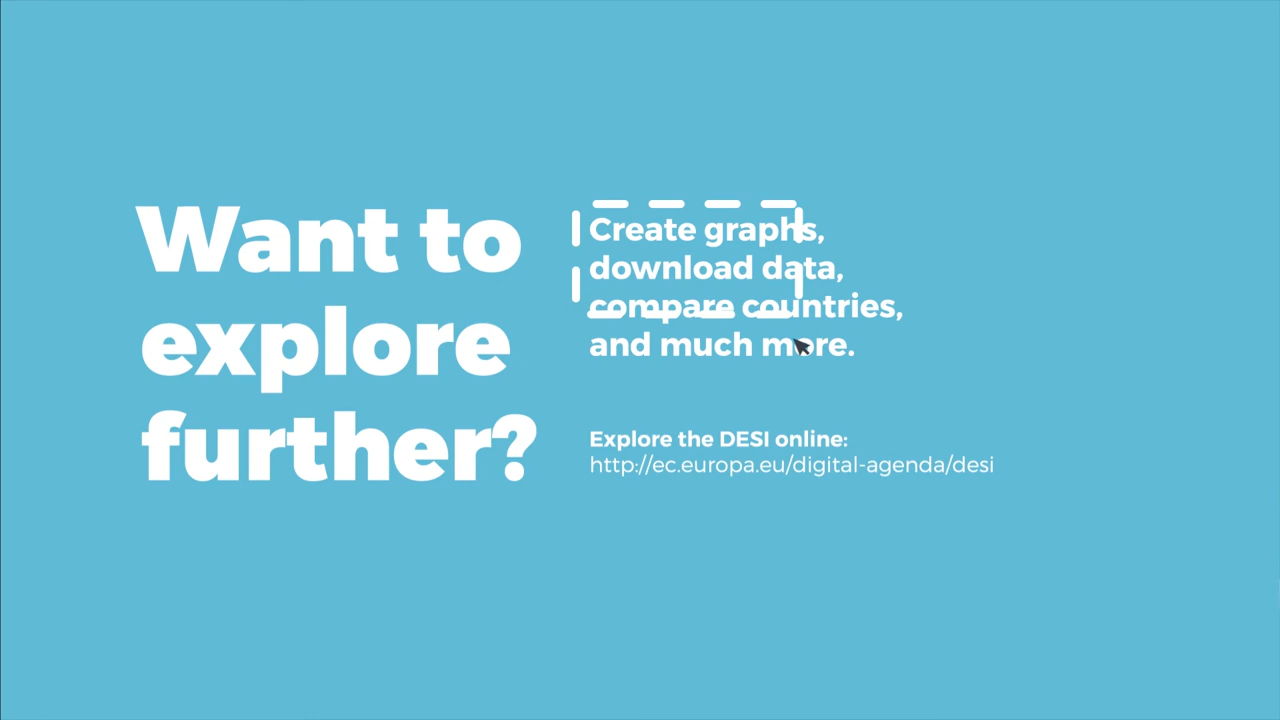 Want to
explore
further?
Create graphs,
download data,
compare countries,
and much more.
Explore the DESI online:
http://ec.europa.eu/digital-agenda/desi